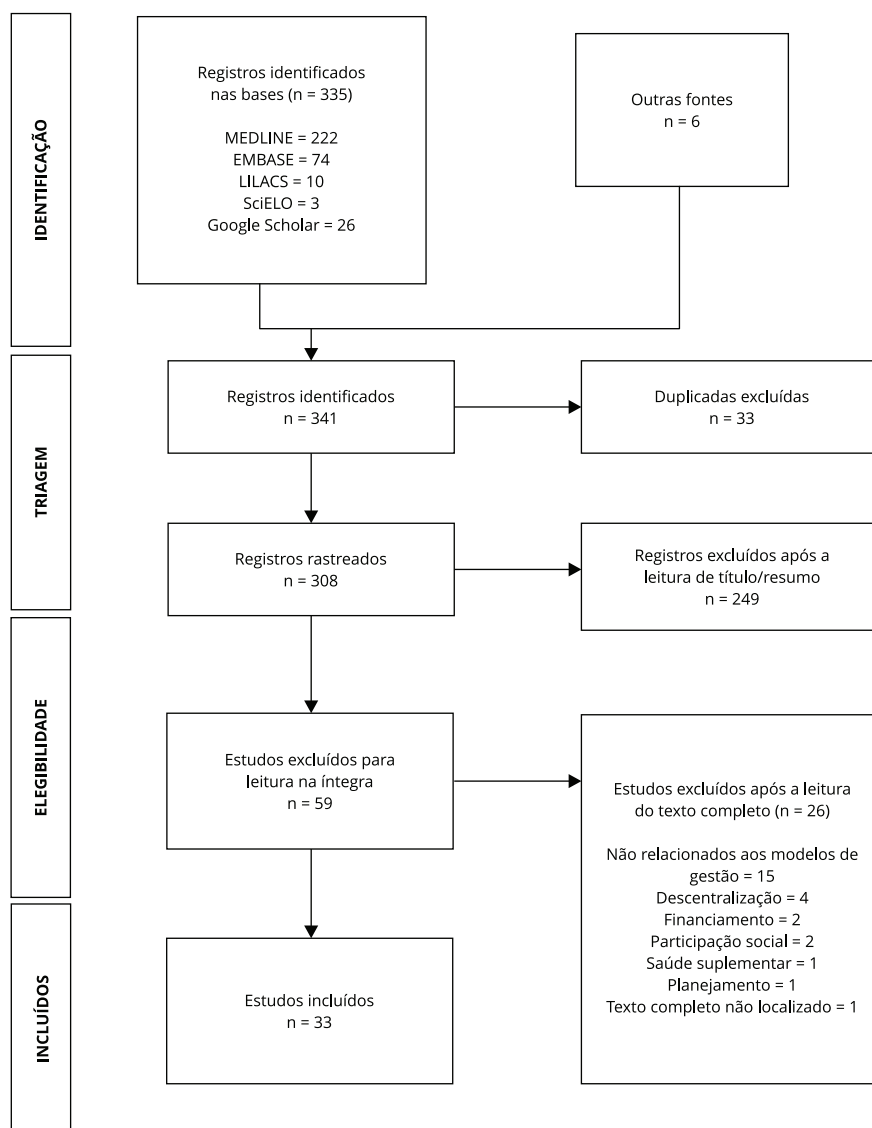 IDENTIFICAÇÃO
Registros identificados
nas bases (n = 335)
MEDLINE = 222
EMBASE = 74
LILACS = 10
SciELO = 3
Google Scholar = 26
Outras fontes
n = 6
TRIAGEM
Registros identificados
n = 341
Duplicadas excluídas
n = 33
Registros rastreados
n = 308
Registros excluídos após a
leitura de título/resumo
n = 249
ELEGIBILIDADE
Estudos excluídos para
leitura na íntegra
n = 59
Estudos excluídos após a leitura
do texto completo (n = 26)
Não relacionados aos modelos de
gestão = 15
Descentralização = 4
Financiamento = 2
Participação social = 2
Saúde suplementar = 1
Planejamento = 1
Texto completo não localizado = 1
INCLUÍDOS
Estudos incluídos
n = 33